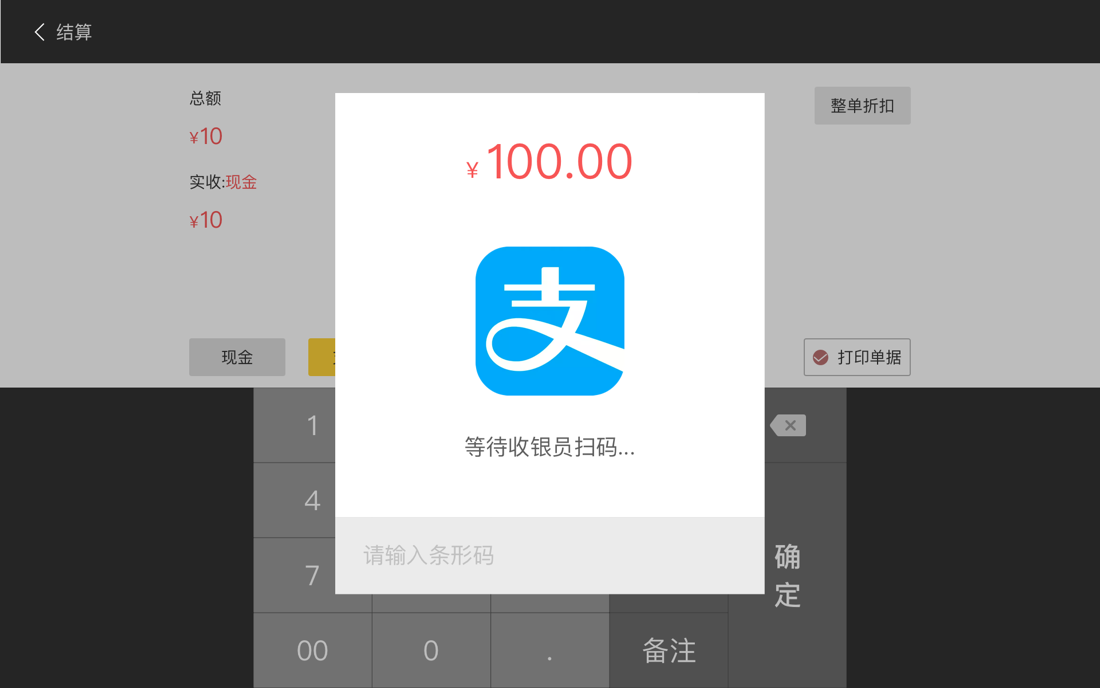 结算
总额
¥10
实收:现金
¥10
整单折扣
¥100.00
支
等待收银员扫码...
请输入条形码
现金
打印单据
1
4
7
00
0
.
备注
确
定